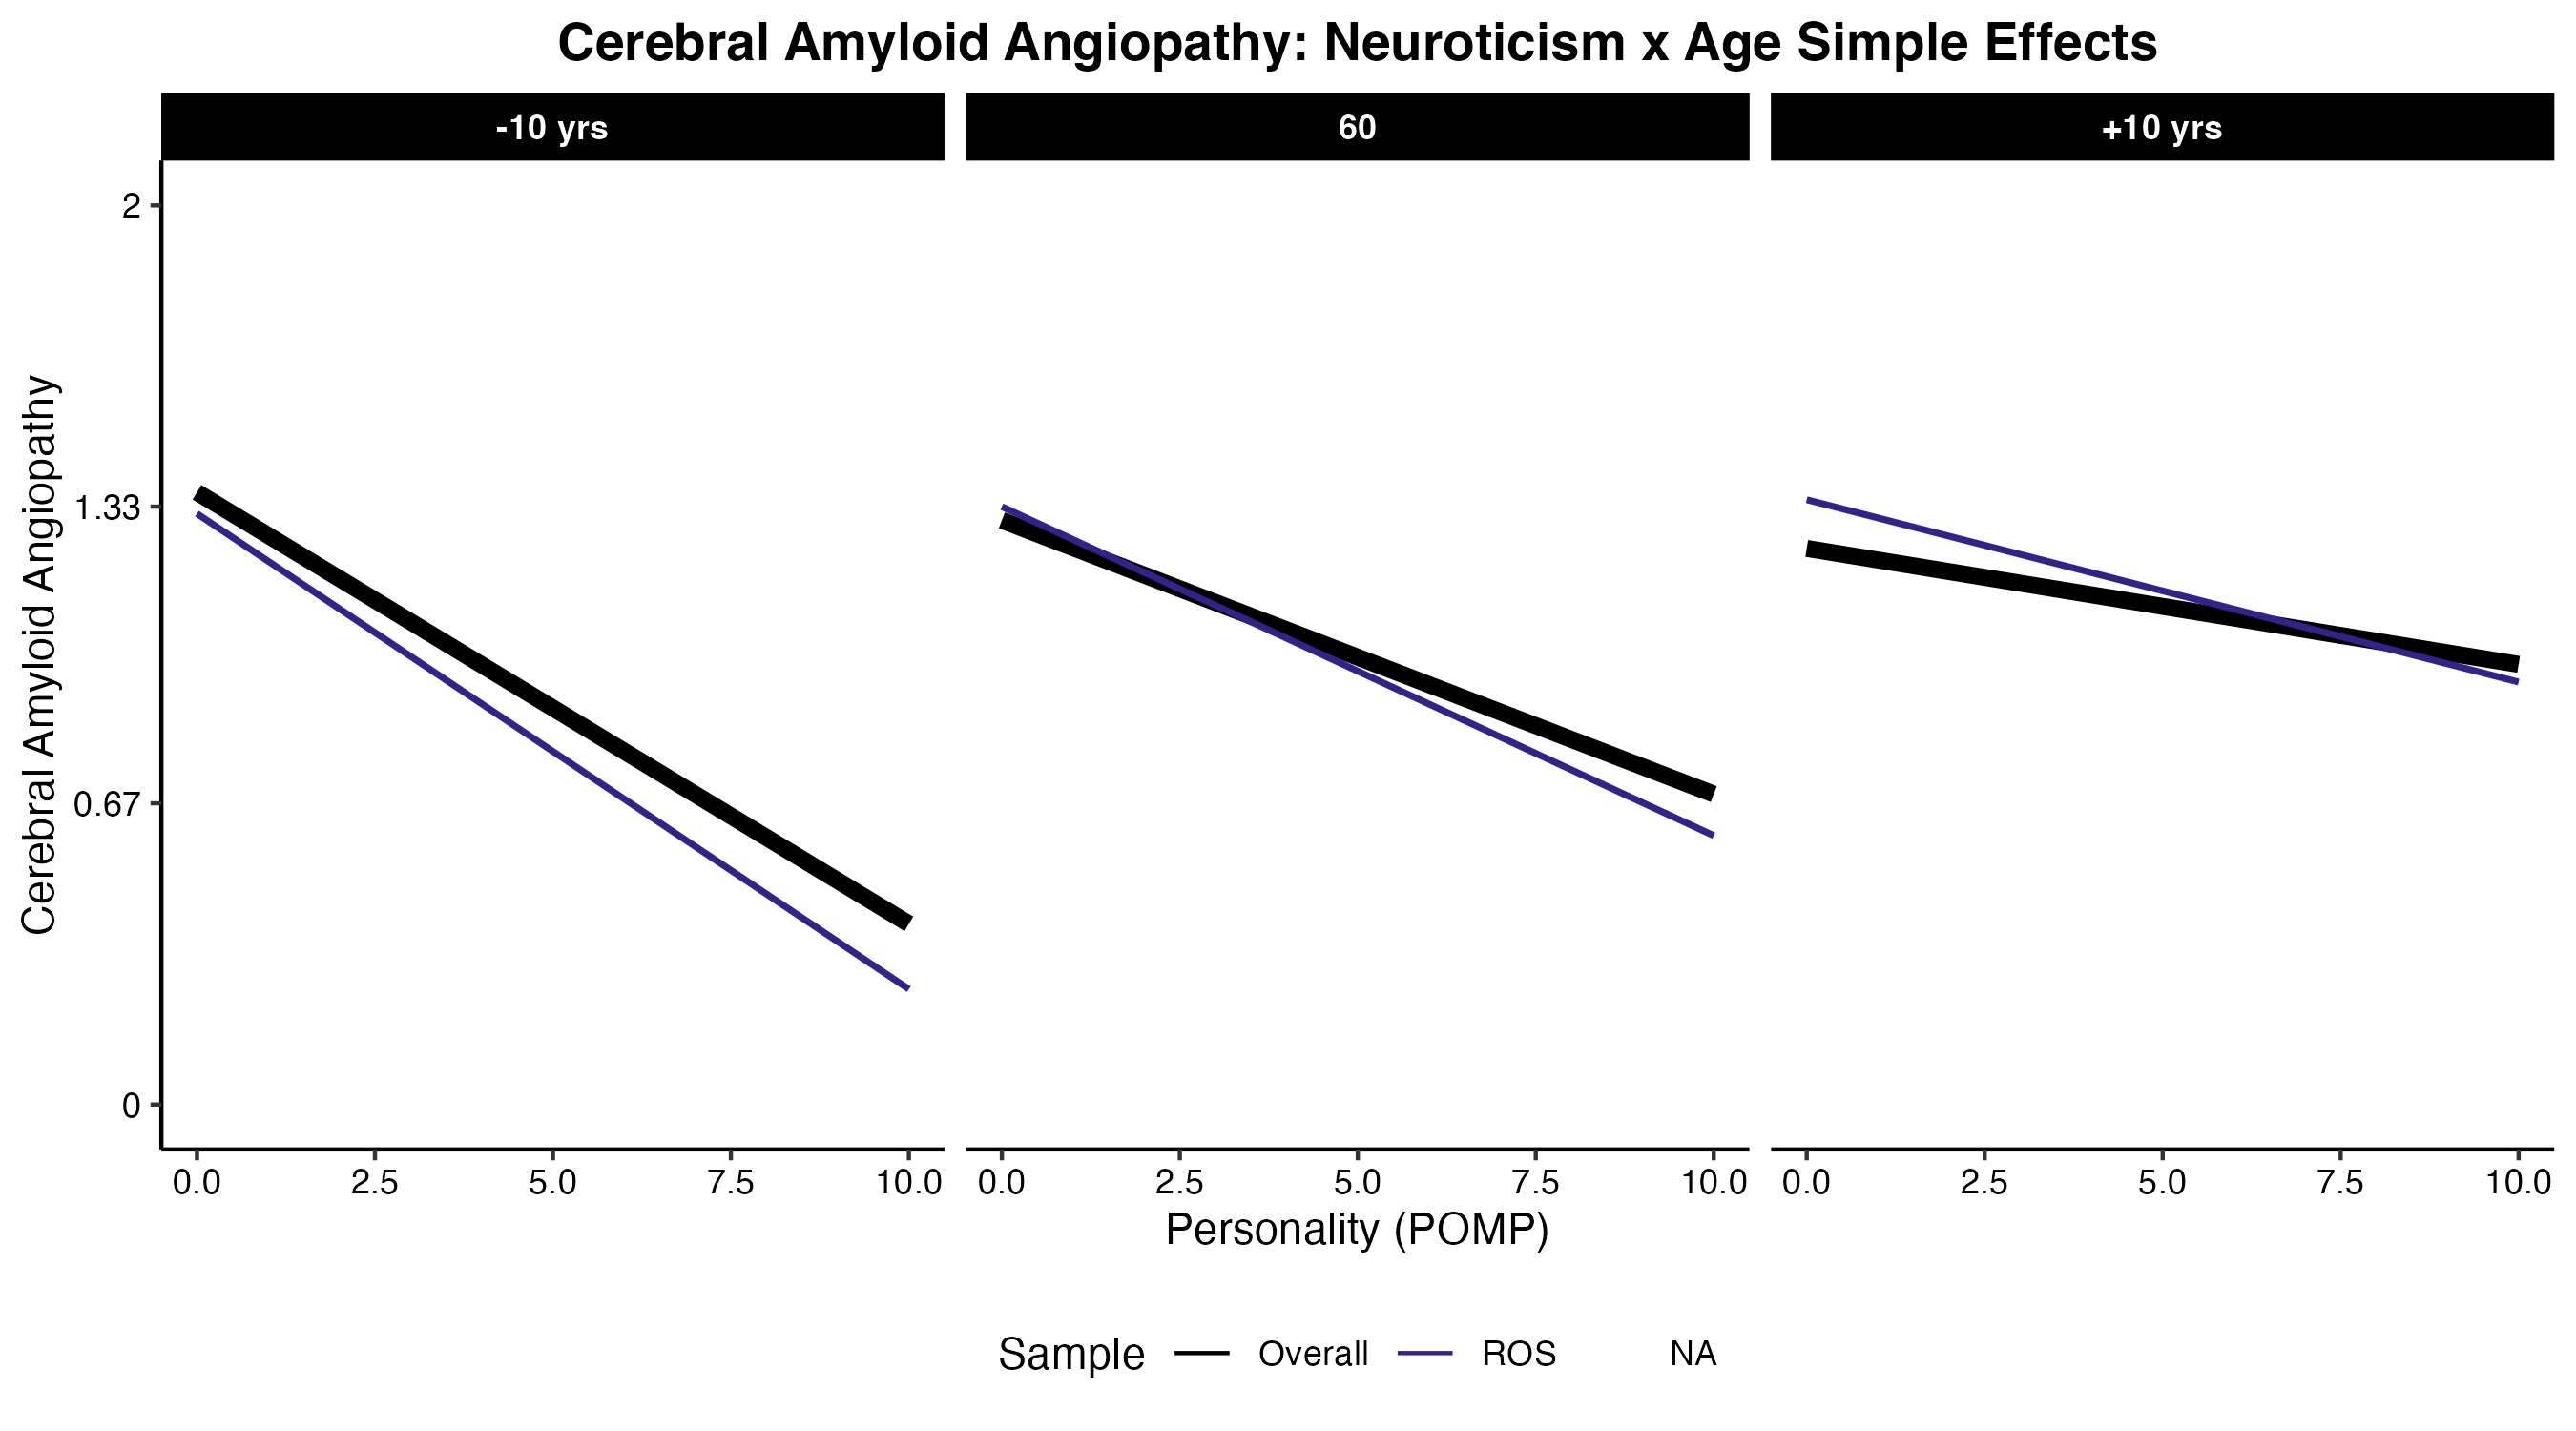 Cerebral Amyloid Angiopathy: Neuroticism x Age Simple Effects
-10 yrs
60
+10 yrs
Cerebral Amyloid Angiopathy
2
1.33
0.67
0
0.0 2.5 5.0 7.5 10.0
0.0 2.5 5.0 7.5 10.0
0.0 2.5 5.0 7.5 10.0
Personality (POMP)
Sample Overall ROS NA